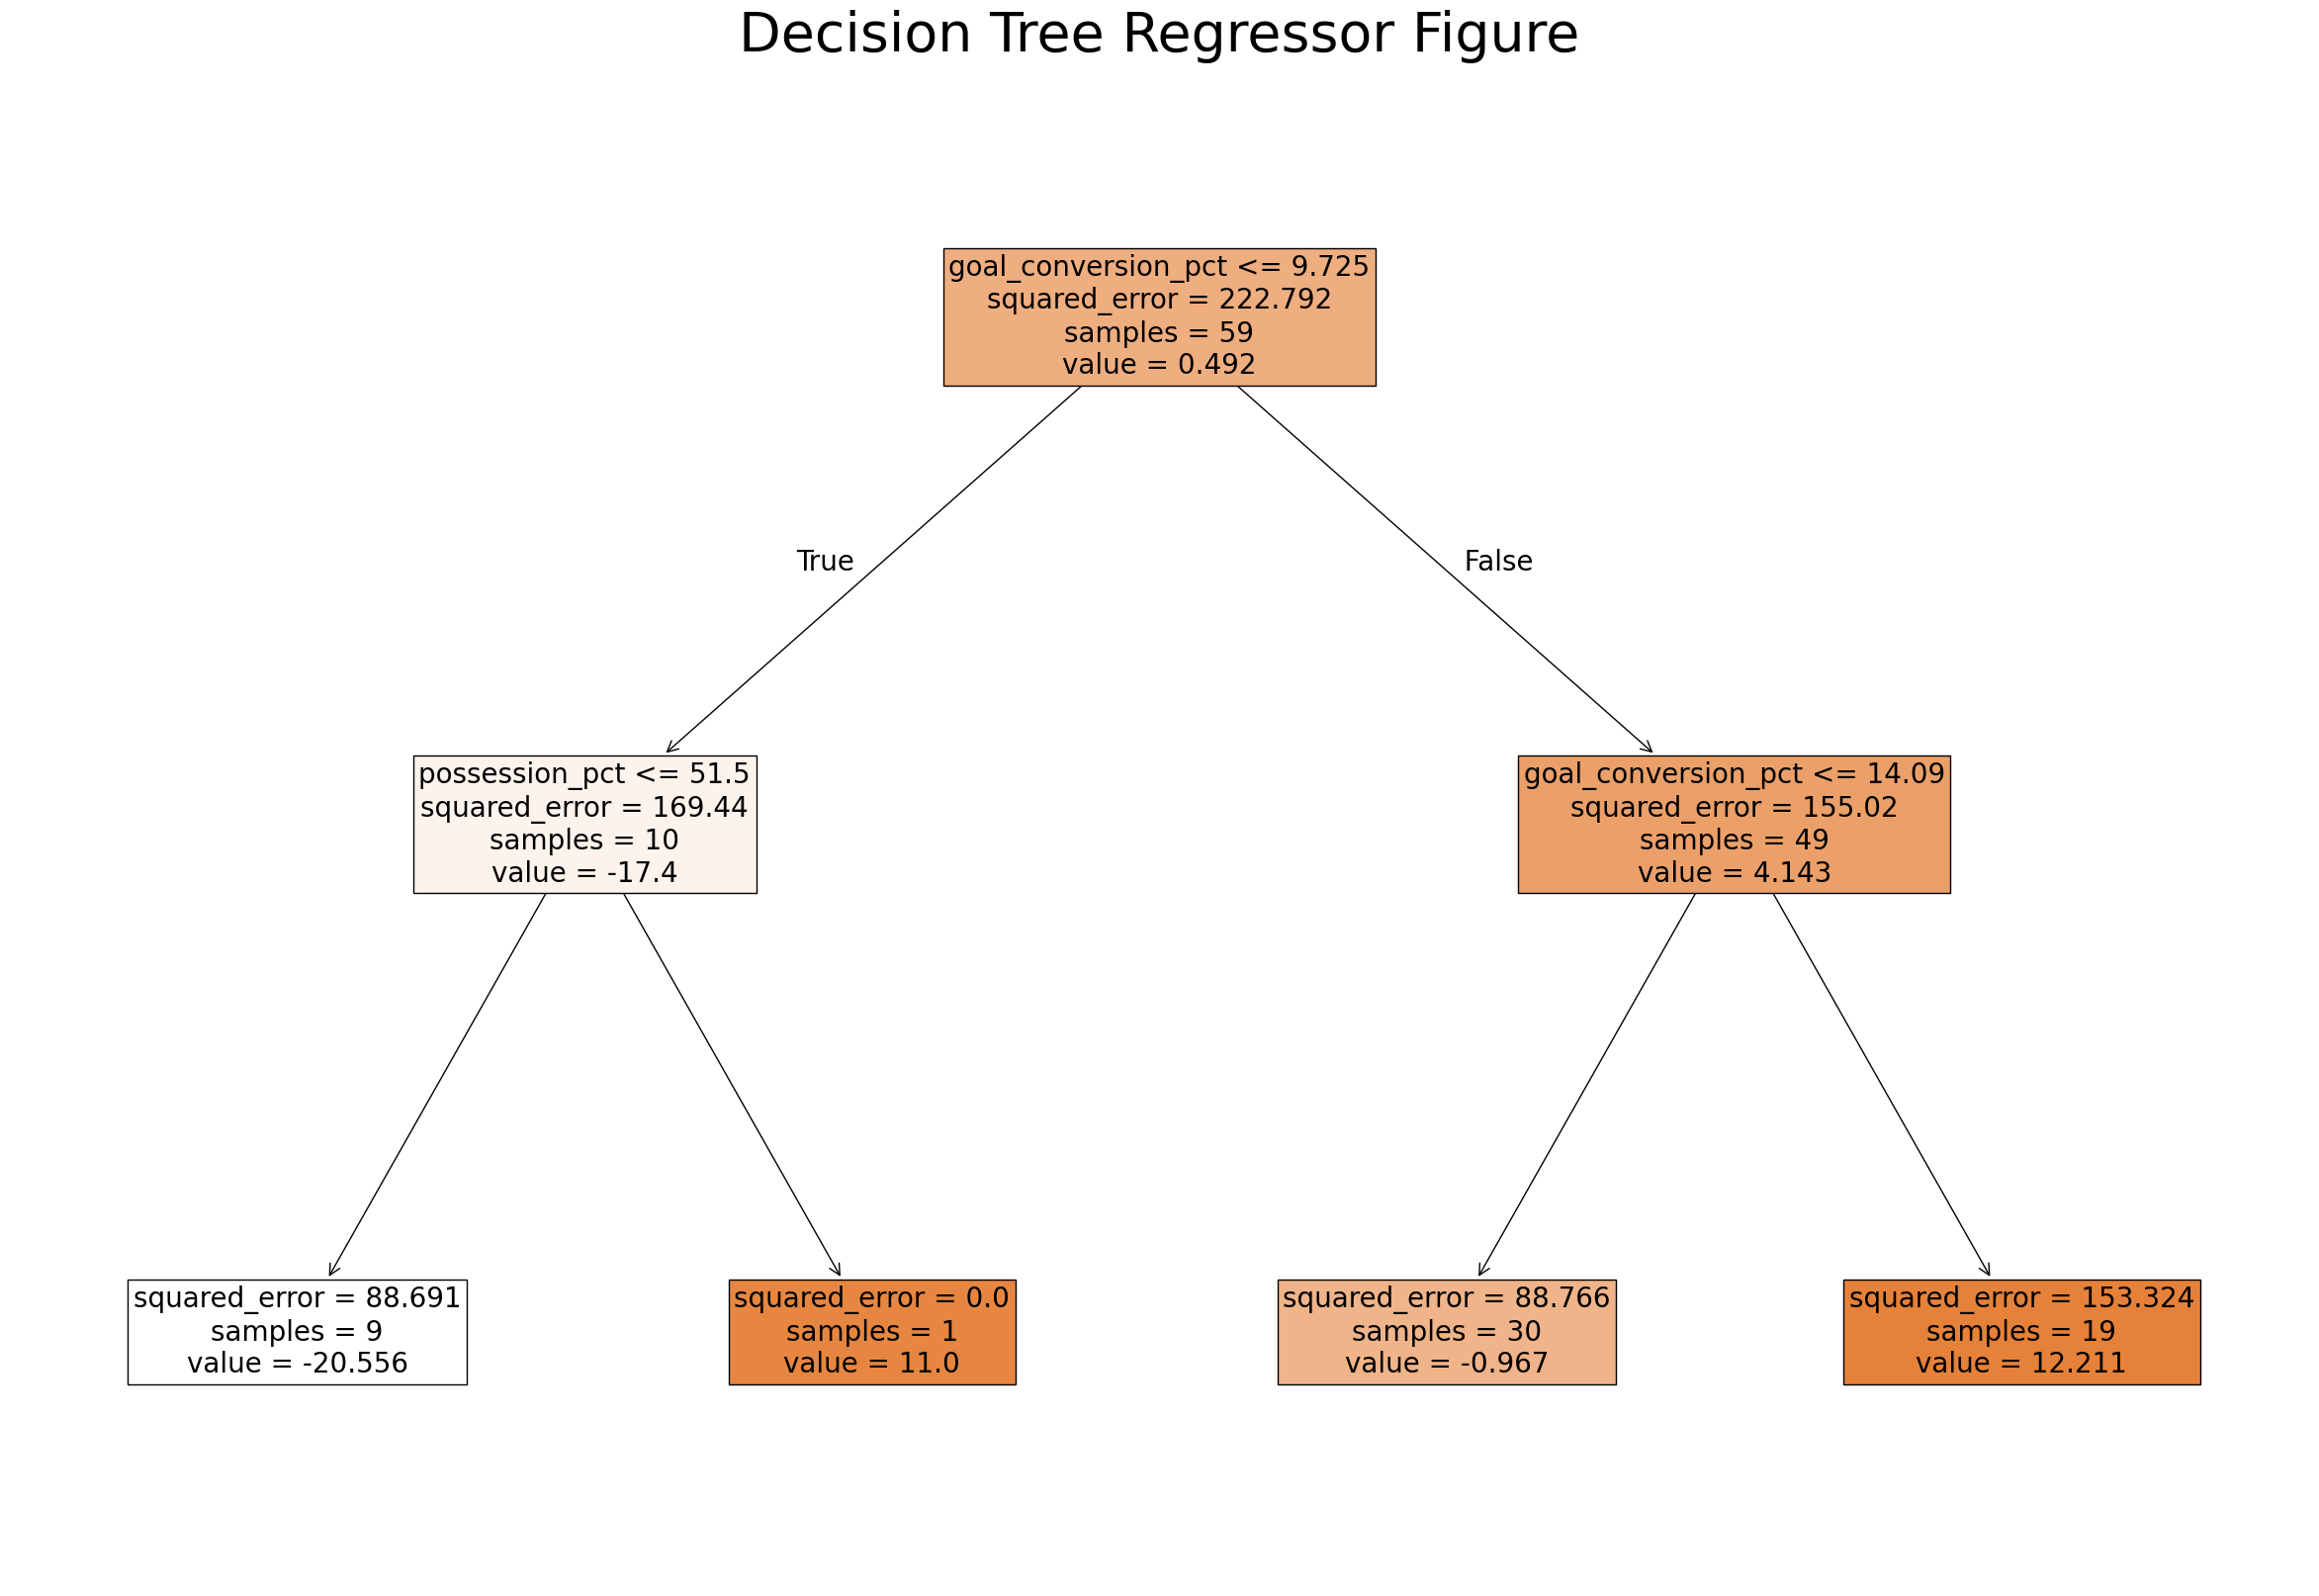 Decision Tree Regressor Figure
goal_conversion_pct <= 9.725
squared_error = 222.792
samples = 59
value = 0.492
True
False
possession_pct <= 51.5
squared_error = 169.44
samples = 10
value = -17.4
goal_conversion_pct <= 14.09
squared_error = 155.02
samples = 49
value = 4.143
squared_error = 88.691
samples = 9
value = -20.556
squared_error = 0.0
samples = 1
value = 11.0
squared_error = 88.766
samples = 30
value = -0.967
squared_error = 153.324
samples = 19
value = 12.211